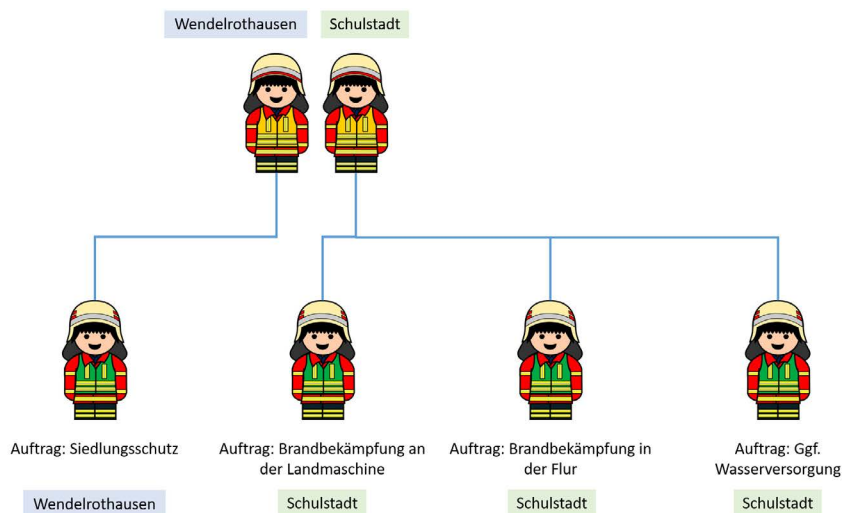 Wendelrothausen
Schulstadt
Auftrag: Siedlungsschutz
Auftrag: Brandbekämpfung an
der Landmaschine
Auftrag: Brandbekämpfung in
der Flur
Auftrag: Ggf.
Wasserversorgung
Wendelrothausen
Schulstadt
Schulstadt
Schulstadt